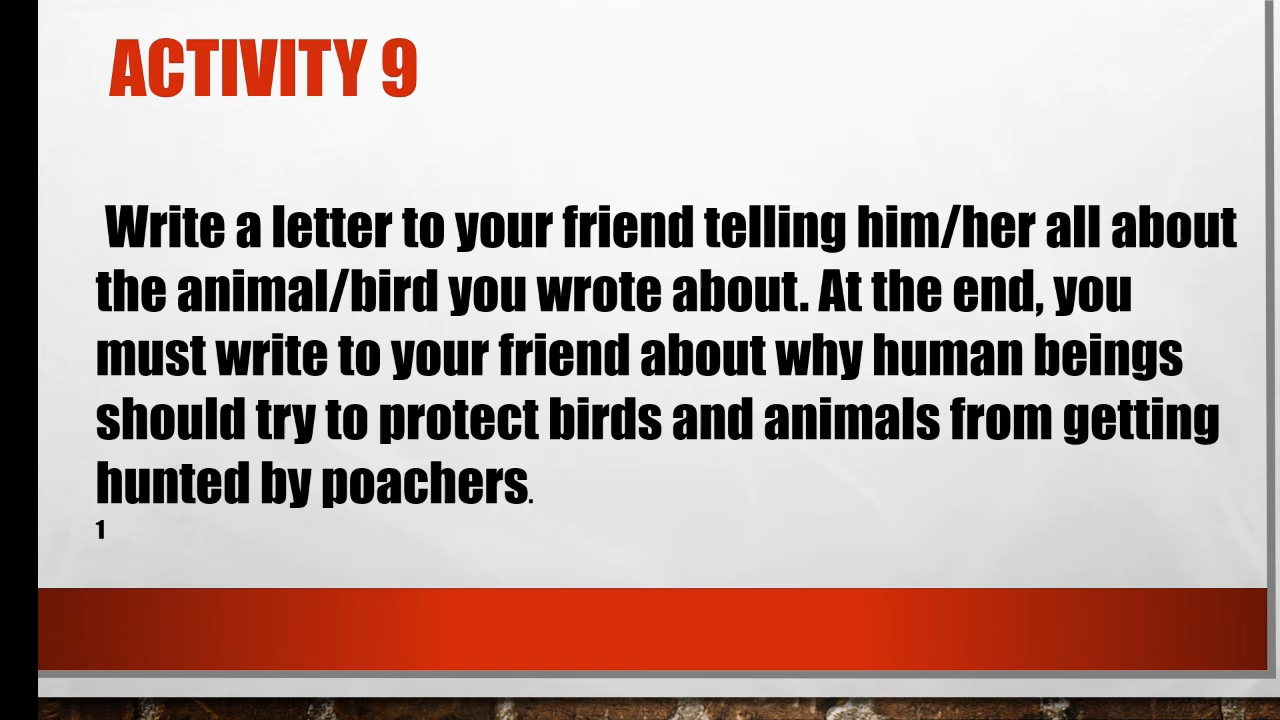 ACTIVITY 9
Write a letter to your friend telling him/her all about
the animal/bird you wrote about. At the end, you
must write to your friend about why human beings
should try to protect birds and animals from getting
hunted by poachers.
1